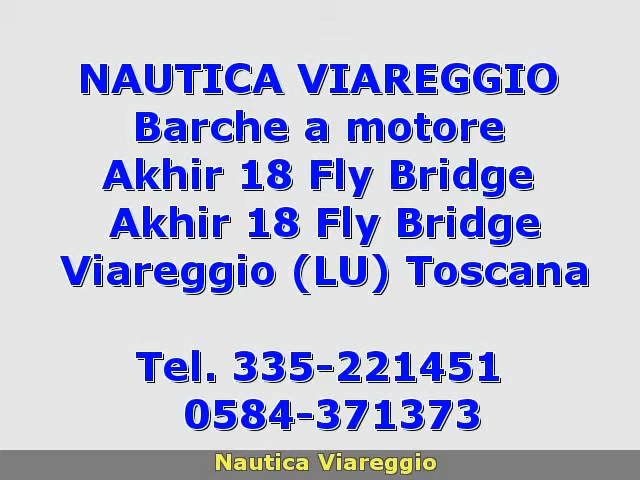 NAUTICA VIAREGGIO
Barche a motore
Akhir 18 Fly Bridge
Akhir 18 Fly Bridge
Viareggio (LU) Toscana
Tel. 335-221451
0584-371373
Nautica Viareggio